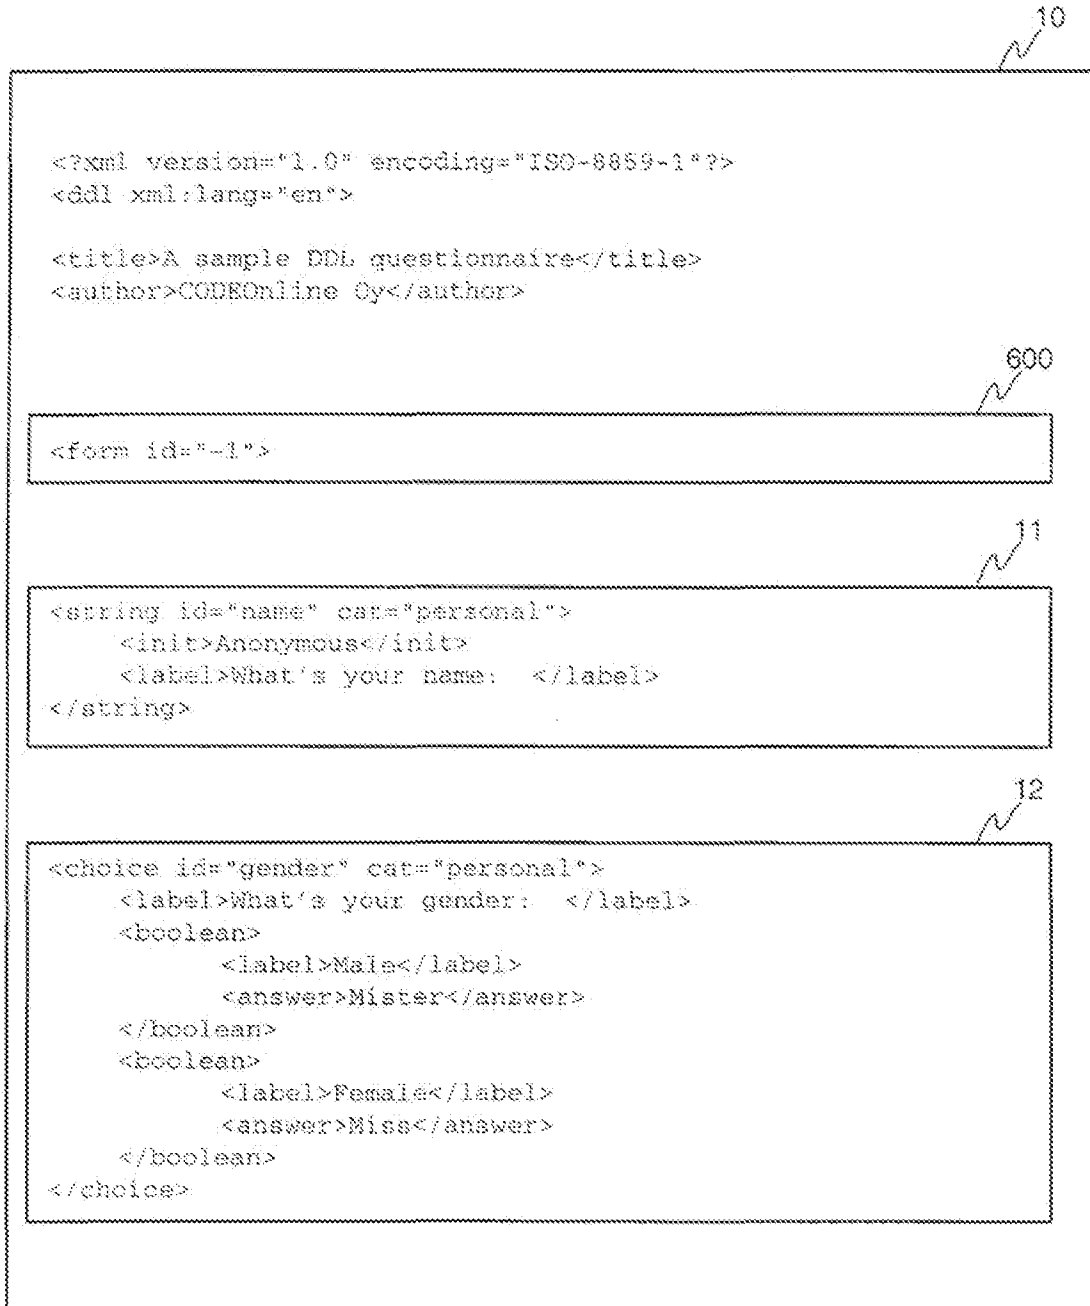 10
<?xml version="1.0" encoding="ISO-8859-1"?>
<ddl xml:lang="en">
<title>A sample DDL questionnaire</title>
<author>CODEOnline Oy</author>
600
<form id="-1">
11
<string id="name" cat="personal">
<init>Anonymous</init>
<label>What's your name:  </label>
</string>
12
<choice id="gender" cat="personal">
<label>What's your gender:  </label>
<boolean>
<label>Male</label>
<answer>Mister</answer>
</boolean>
<boolean>
<label>Female</label>
<answer>Miss</answer>
</boolean>
</choice>